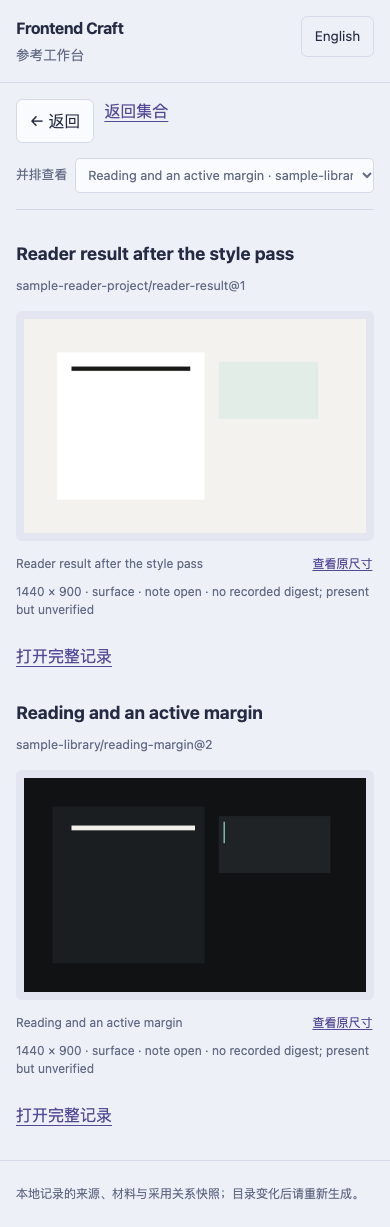 Frontend Craft
参考工作台
English
← 返回
返回集合
并排查看
Reading and an active margin · sample-librar
Reader result after the style pass
sample-reader-project/reader-result@1
Reader result after the style pass
查看原尺寸
1440 × 900 · surface · note open · no recorded digest; present
but unverified
打开完整记录
Reading and an active margin
sample-library/reading-margin@2
Reading and an active margin
查看原尺寸
1440 × 900 · surface · note open · no recorded digest; present
but unverified
打开完整记录
本地记录的来源、材料与采用关系快照；目录变化后请重新生成。